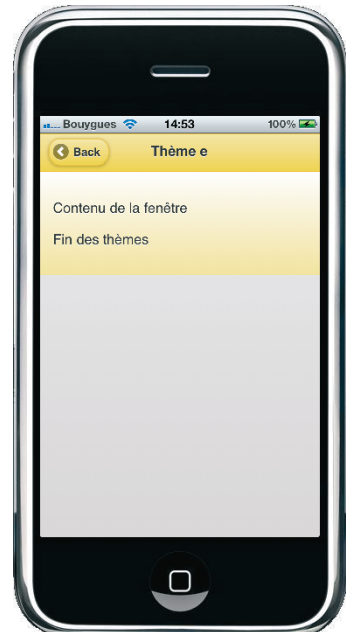 ... Bouygues 14:53 100%
Back Thème e
Contenu de la fenêtre
Fin des thèmes